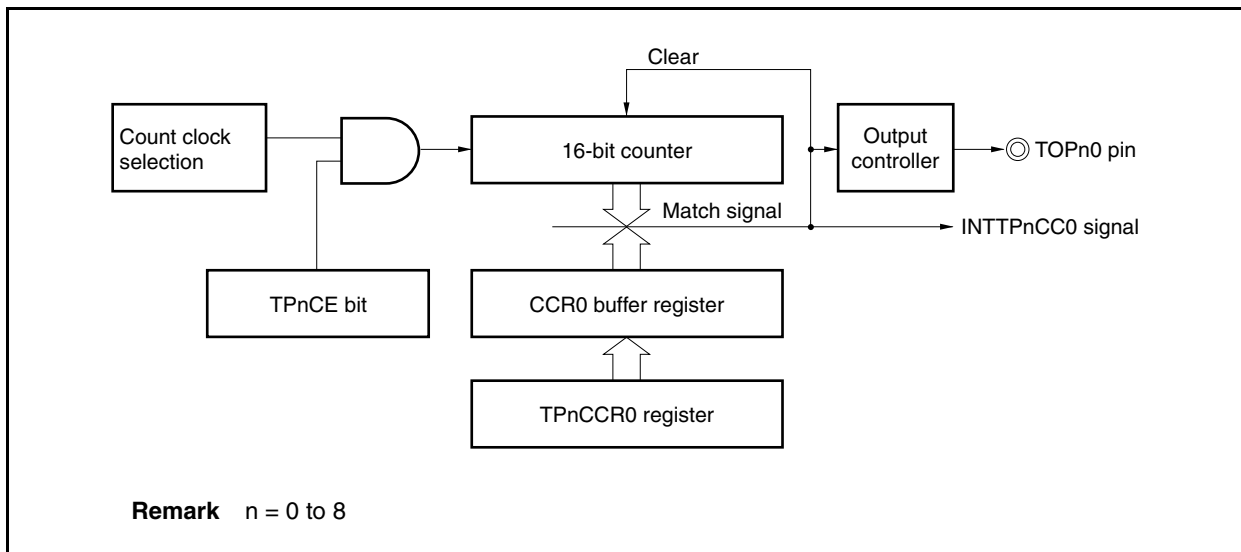 Clear
Count clock
selection
16-bit counter
Output
controller
TOPn0 pin
Match signal
INTTPnCC0 signal
TPnCE bit
CCR0 buffer register
TPnCCR0 register
Remark n = 0 to 8